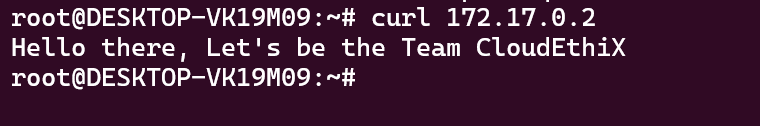 root@DESKTOP-VK19M09:~# curl 172.17.0.2
Hello there, Let's be the Team CloudEthiX
root@DESKTOP-VK19M09:~#